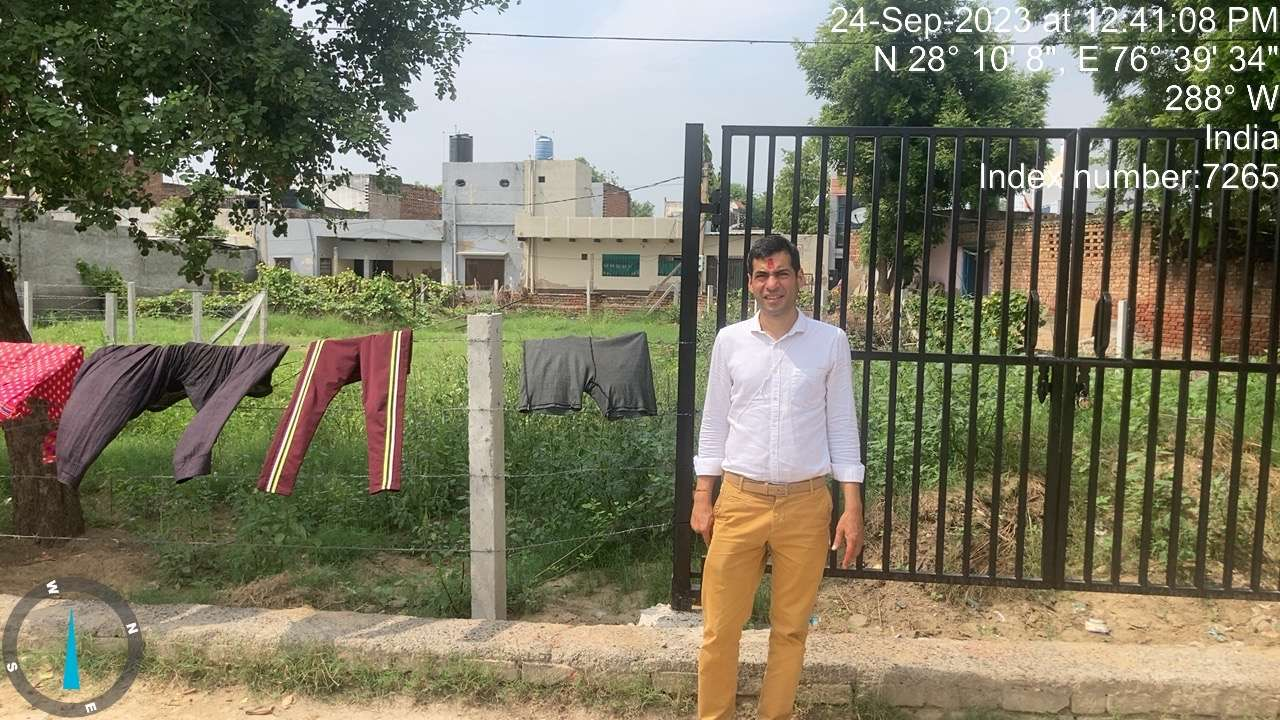 24-Sep-2023 at 12:41:08 PM
N 28° 10' 8", E 76° 39' 34"
288° W
India
Index number:7265
W
N
S
E